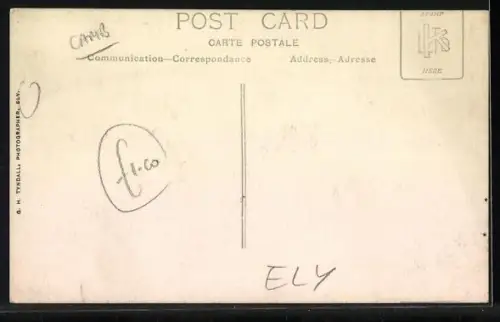 POST CARD
CARTE POSTALE
CAMB
Communication—Correspondance
Address.-Adresse
STAMP
HERE
G. H. TYNDALL, PHOTOGRAPHER, ELY.
£1-00
ELY